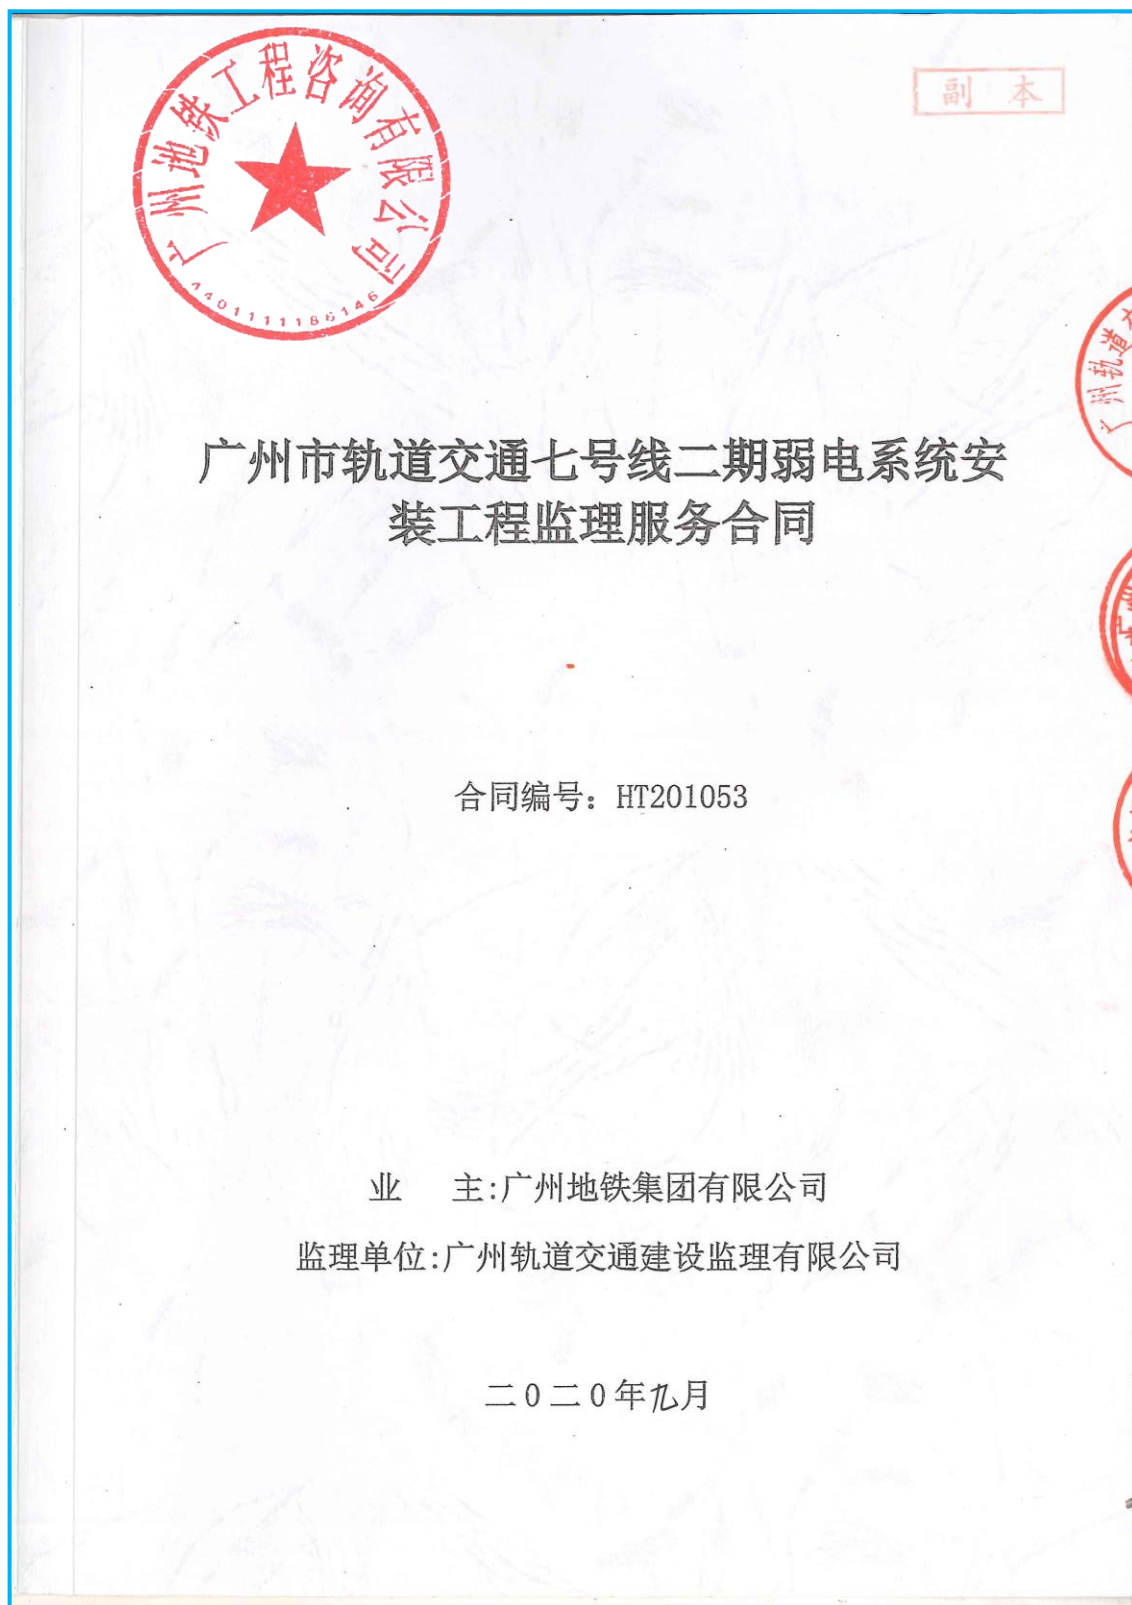 广州地铁工程咨询有限公司
4401111186146
副 本
广州轨道
广州市轨道交通七号线二期弱电系统安
装工程监理服务合同
合同编号：HT201053
业 主:广州地铁集团有限公司
监理单位:广州轨道交通建设监理有限公司
二0二0年九月